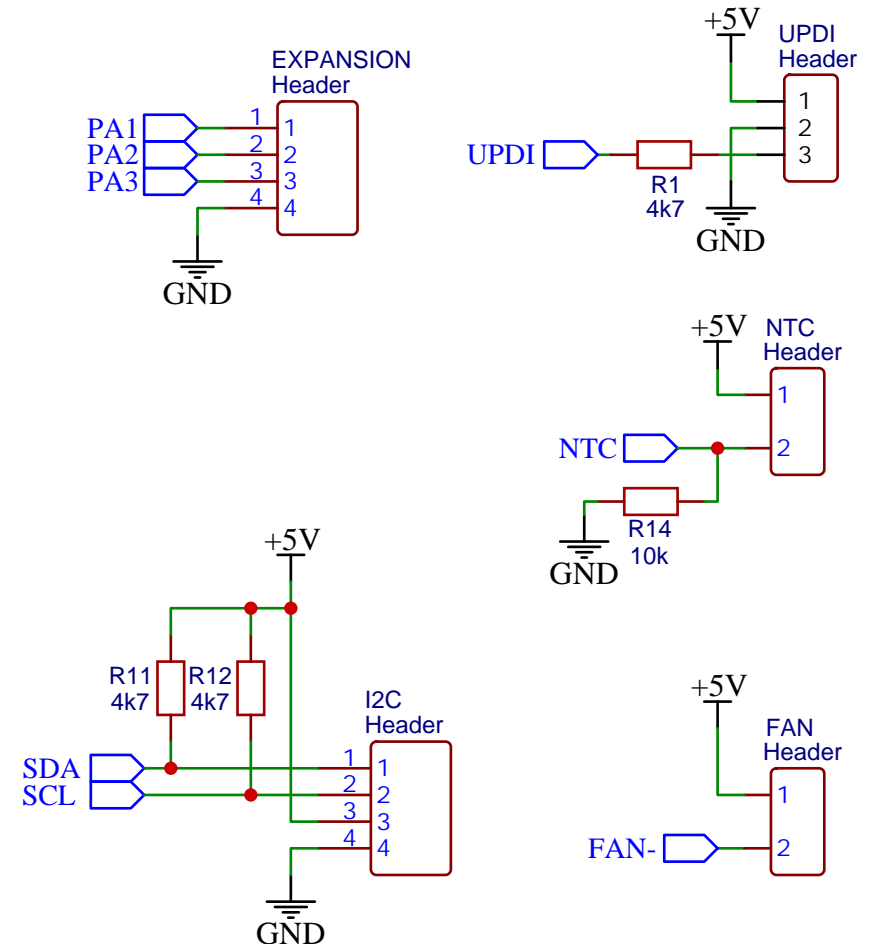 EXPANSION
Header
PA1
PA2
PA3
1
2
3
4
1
2
3
4
GND
+5V
UPDI
Header
1
2
3
UPDI
R1
4k7
GND
+5V
NTC
Header
1
2
NTC
R14
10k
GND
+5V
R11
4k7
R12
4k7
I2C
Header
SDA
SCL
1
2
3
4
1
2
3
4
GND
+5V
FAN
Header
1
2
FAN-